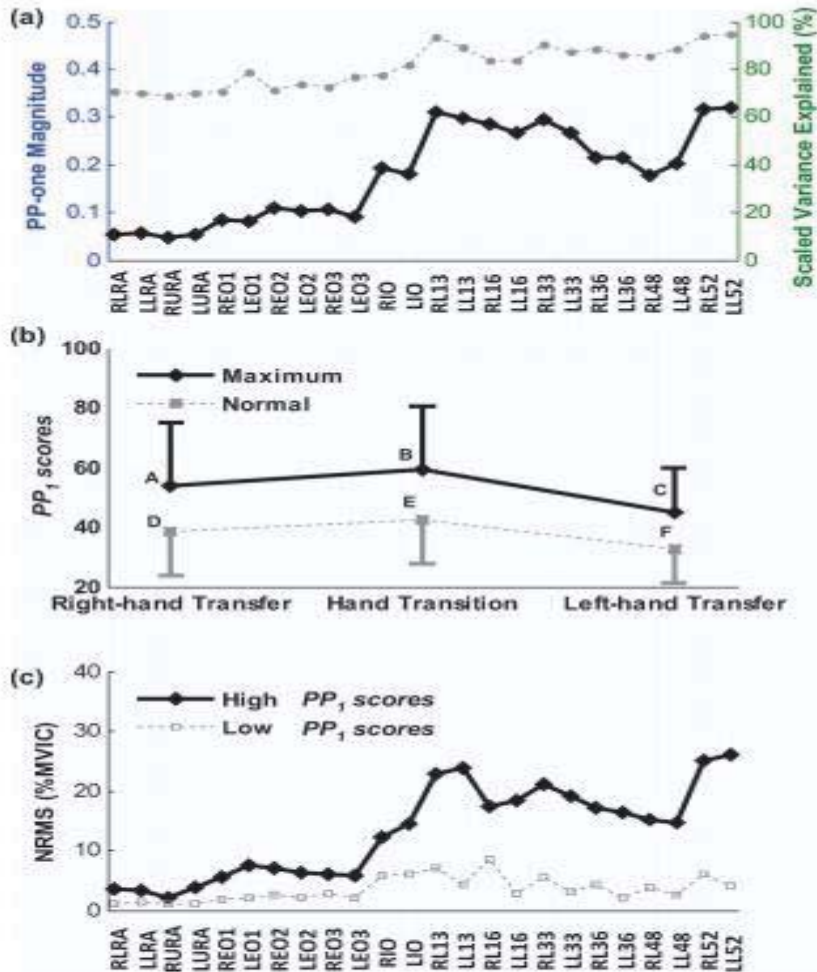 (a)
PP-one Magnitude
0.5
0.4
0.3
0.2
0.1
0
100
80
60
40
20
0
Scaled Variance Explained (%)
RLRA LLRA RURA LURA REO1 LEO1 REO2 LEO2 REO3 LEO3 RIO LIO RL13 LL13 RL16 LL16 RL33 LL33 RL36 LL36 RL48 LL48 RL52 LL52
(b)
PP1 scores
100
80
60
40
20
Maximum
Normal
A
B
C
D
E
F
Right-hand Transfer Hand Transition Left-hand Transfer
(c)
NRMS (%MVIC)
40
30
20
10
0
High PP1 scores
Low PP1 scores
RLRA LLRA RURA LURA REO1 LEO1 REO2 LEO2 REO3 LEO3 RIO LIO RL13 LL13 RL16 LL16 RL33 LL33 RL36 LL36 RL48 LL48 RL52 LL52